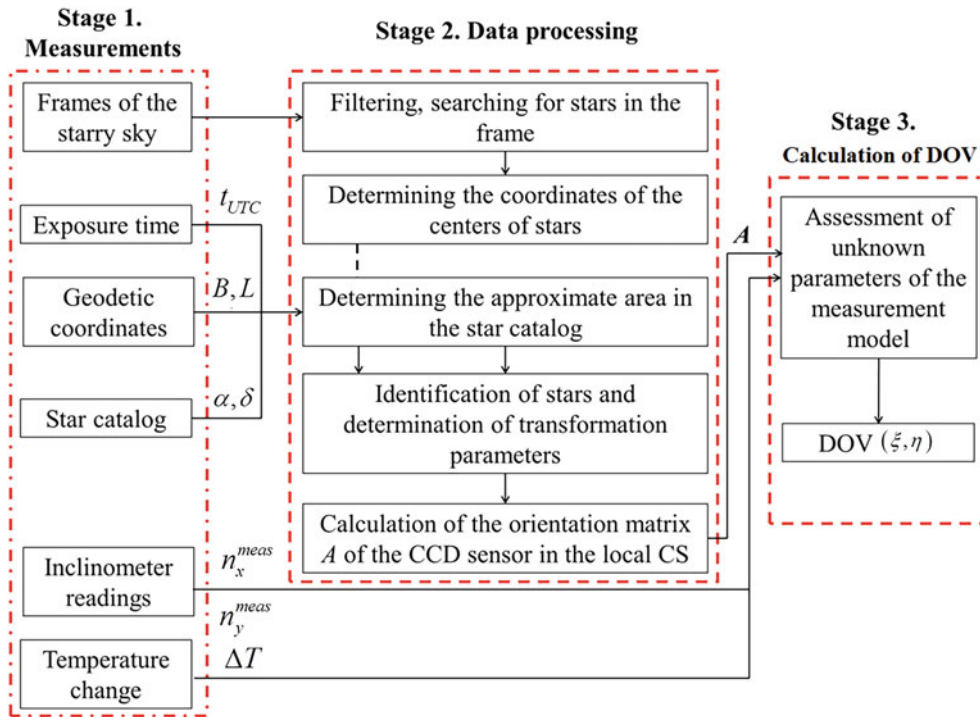 Stage 1.
Measurements
Frames of the
starry sky
Exposure time
Geodetic
coordinates
Star catalog
Inclinometer
readings
Temperature
change
t_{UTC}
B, L
α, δ
n_x^{meas}
n_y^{meas}
ΔT
Stage 2. Data processing
Filtering, searching for stars in the
frame
Determining the coordinates of the
centers of stars
Determining the approximate area in
the star catalog
Identification of stars and
determination of transformation
parameters
Calculation of the orientation matrix
A of the CCD sensor in the local CS
A
Stage 3.
Calculation of DOV
Assessment of
unknown
parameters of the
measurement
model
DOV (ξ,η)